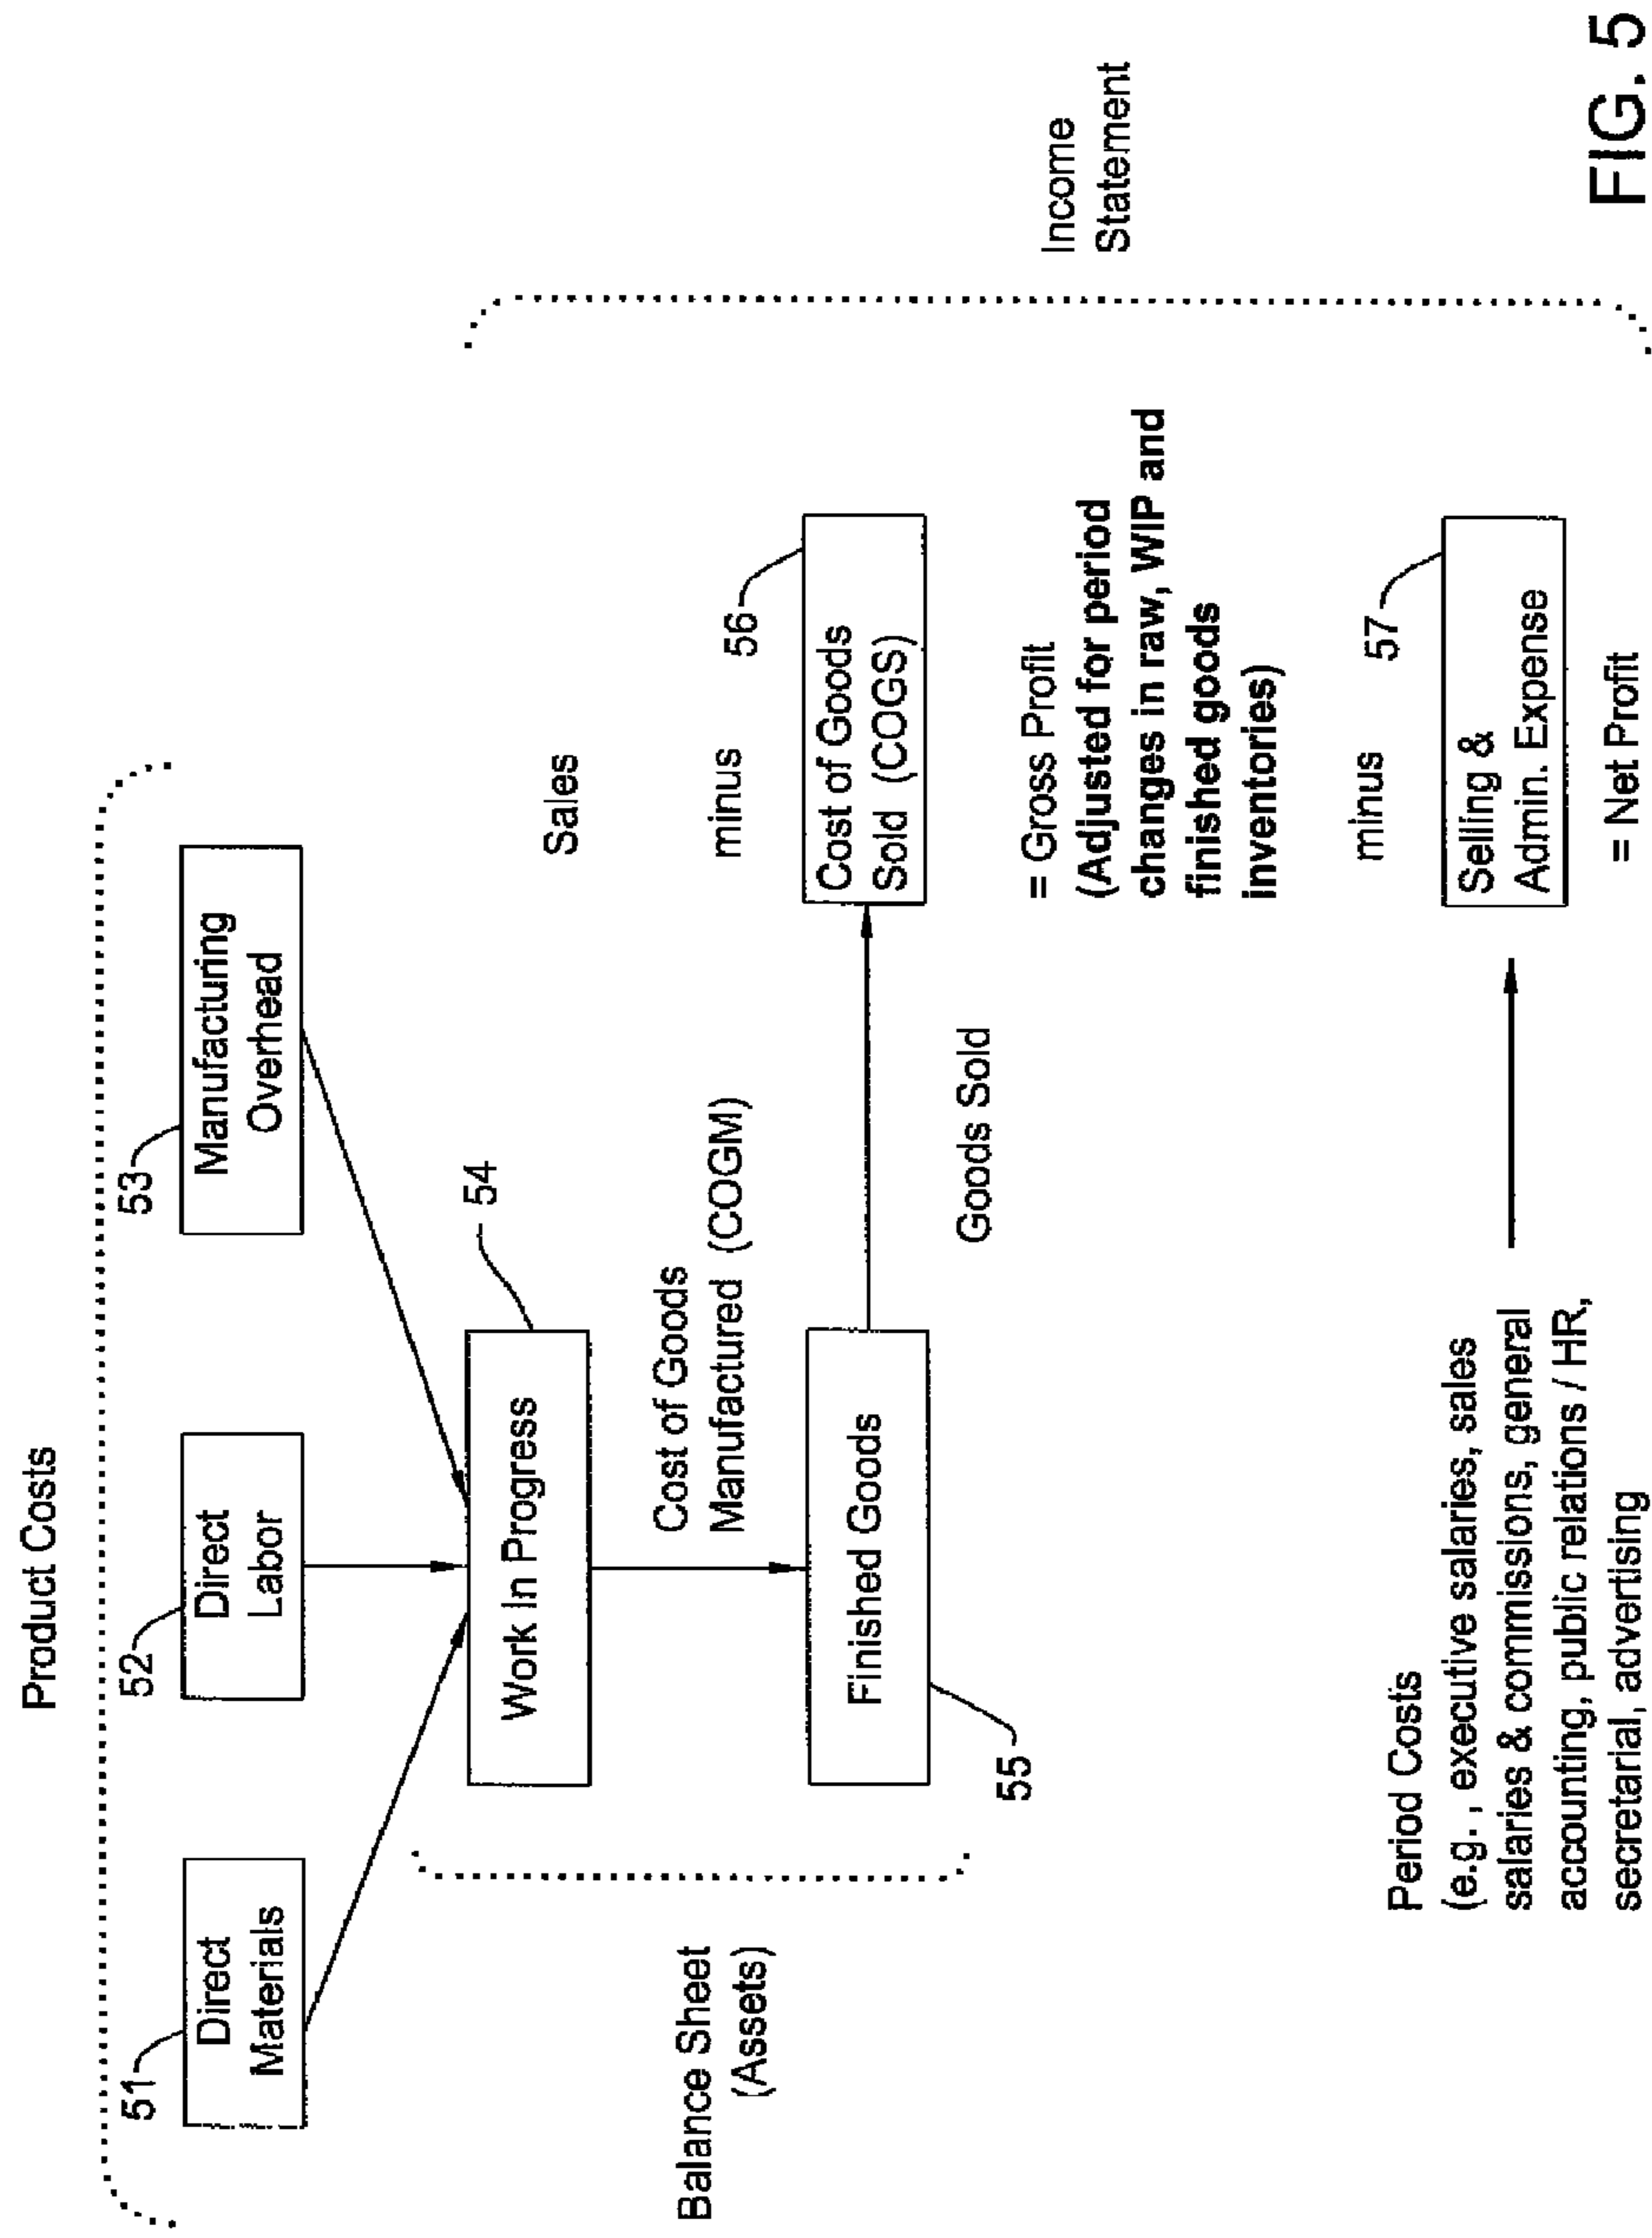 Product Costs
51
Direct
Materials
52
Direct
Labor
53
Manufacturing
Overhead
54
Work In Progress
Balance Sheet
(Assets)
Cost of Goods
Manufactured (COGM)
55
Finished Goods
Goods Sold
Sales
minus
56
Cost of Goods
Sold (COGS)
= Gross Profit
(Adjusted for period
changes in raw, WIP and
finished goods
inventories)
Income
Statement
Period Costs
(e.g. , executive salaries, sales
salaries & commissions, general
accounting, public relations / HR,
secretarial, advertising
minus
57
Selling &
Admin. Expense
= Net Profit
FIG. 5